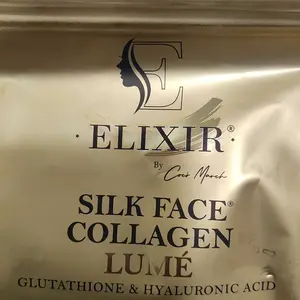 E
· ELIXIR® ·
By Coco March
SILK FACE®
COLLAGEN
LUMÉ
GLUTATHIONE & HYALURONIC ACID